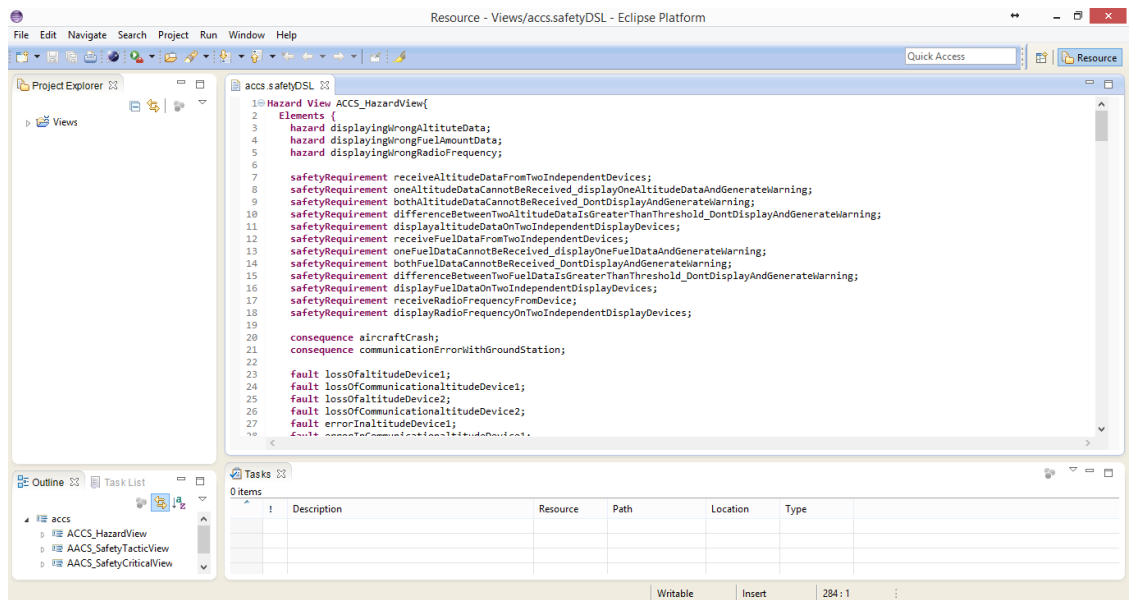 Resource - Views/accs.safetyDSL - Eclipse Platform
File Edit Navigate Search Project Run Window Help
Quick Access
Resource
Project Explorer
Views
accs.safetyDSL
1 Hazard View ACCS_HazardView{
2 Elements {
3 hazard displayingWrongAltituteData;
4 hazard displayingWrongFuelAmountData;
5 hazard displayingWrongRadioFrequency;
6
7 safetyRequirement receiveAltitudeDataFromTwoIndependentDevices;
8 safetyRequirement oneAltitudeDataCannotBeReceived_displayOneAltitudeDataAndGenerateWarning;
9 safetyRequirement bothAltitudeDataCannotBeReceived_DontDisplayAndGenerateWarning;
10 safetyRequirement differenceBetweenTwoAltitudeDataIsGreaterThanThreshold_DontDisplayAndGenerateWarning;
11 safetyRequirement displayaltitudeDataOnTwoIndependentDisplayDevices;
12 safetyRequirement receiveFuelDataFromTwoIndependentDevices;
13 safetyRequirement oneFuelDataCannotBeReceived_displayOneFuelDataAndGenerateWarning;
14 safetyRequirement bothFuelDataCannotBeReceived_DontDisplayAndGenerateWarning;
15 safetyRequirement differenceBetweenTwoFuelDataIsGreaterThanThreshold_DontDisplayAndGenerateWarning;
16 safetyRequirement displayFuelDataOnTwoIndependentDisplayDevices;
17 safetyRequirement receiveRadioFrequencyFromDevice;
18 safetyRequirement displayRadioFrequencyOnTwoIndependentDisplayDevices;
19
20 consequence aircraftCrash;
21 consequence communicationErrorWithGroundStation;
22
23 fault lossOfaltitudeDevice1;
24 fault lossOfCommunicationaltitudeDevice1;
25 fault lossOfaltitudeDevice2;
26 fault lossOfCommunicationaltitudeDevice2;
27 fault errorInaltitudeDevice1;
28 fault errorInCommunicationaltitudeDevice1;
Outline
Task List
accs
ACCS_HazardView
AACS_SafetyTacticView
AACS_SafetyCriticalView
Tasks
0 items
! Description Resource Path Location Type
Writable Insert 284 : 1